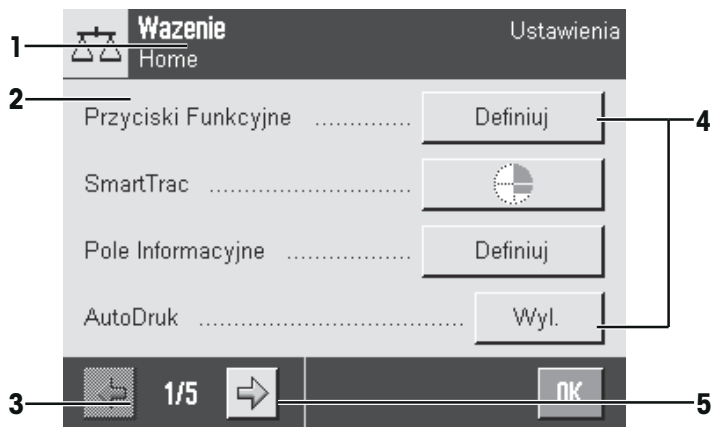 Wazenie
Ustawienia
Home
1
2
Przyciski Funkcyjne .............. Definiuj
4
SmartTrac ..........................
Pole Informacyjne ................. Definiuj
AutoDruk ..................................... Wyl.
3
1/5
OK
5